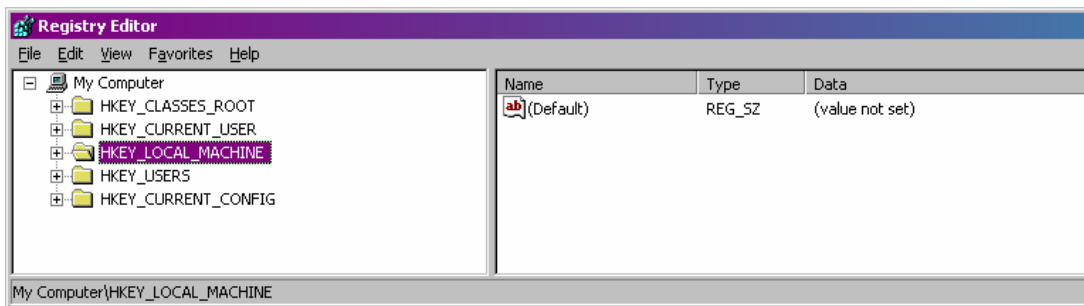 Registry Editor
File Edit View Favorites Help
My Computer
HKEY_CLASSES_ROOT
HKEY_CURRENT_USER
HKEY_LOCAL_MACHINE
HKEY_USERS
HKEY_CURRENT_CONFIG
Name Type Data
ab (Default) REG_SZ (value not set)
My Computer\HKEY_LOCAL_MACHINE